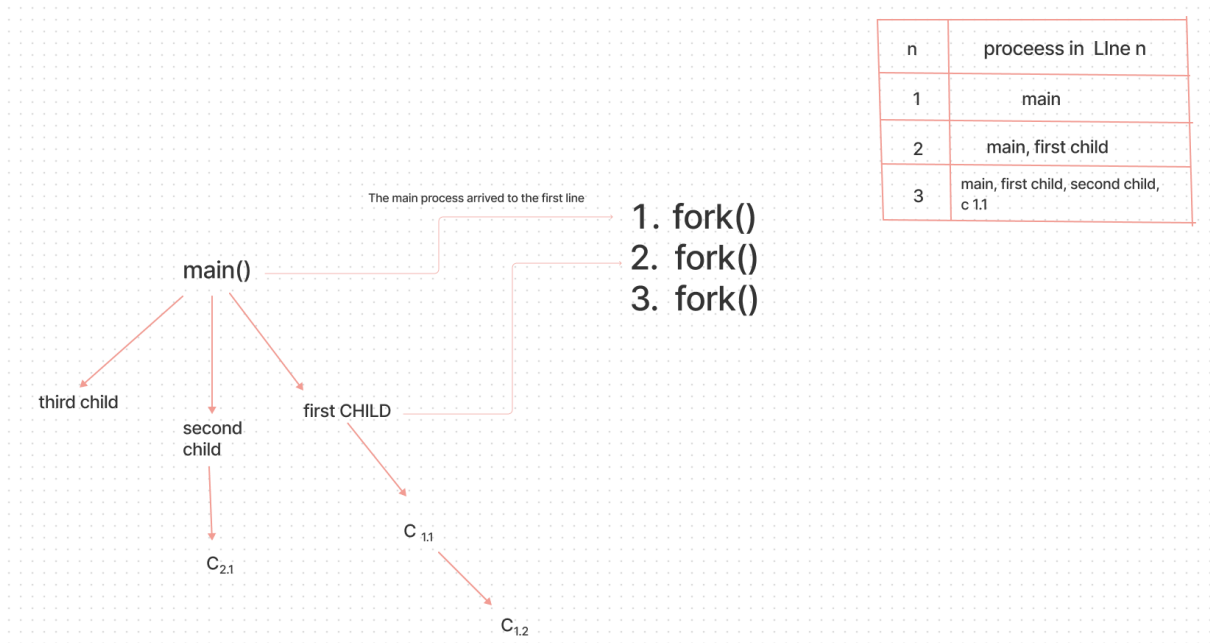 n
proceess in LIne n
1
main
2
main, first child
3
main, first child, second child,
c 1.1
The main process arrived to the first line
1. fork()
2. fork()
3. fork()
main()
third child
second
child
first CHILD
C 1.1
C2.1
C1.2